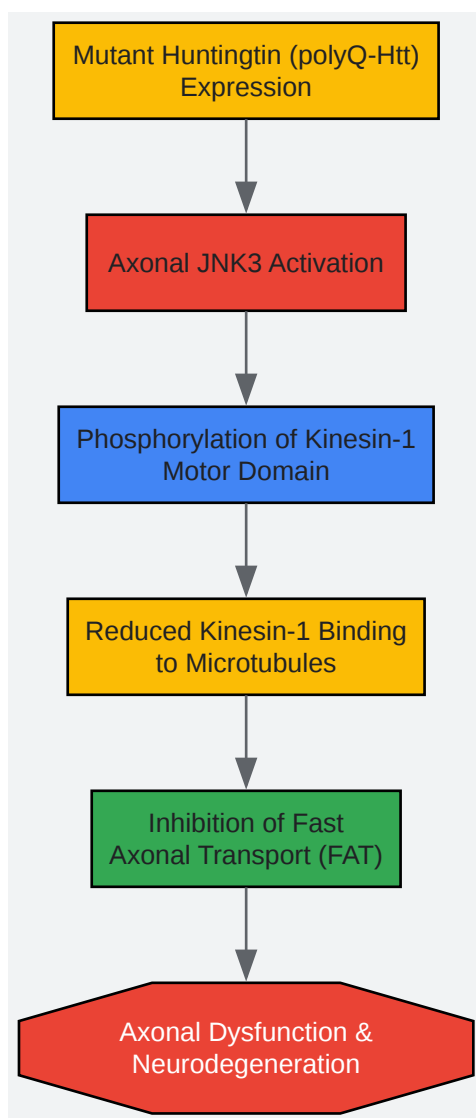 Mutant Huntingtin (polyQ-Htt)
Expression
Axonal JNK3 Activation
Phosphorylation of Kinesin-1
Motor Domain
Reduced Kinesin-1 Binding
to Microtubules
Inhibition of Fast
Axonal Transport (FAT)
Axonal Dysfunction &
Neurodegeneration